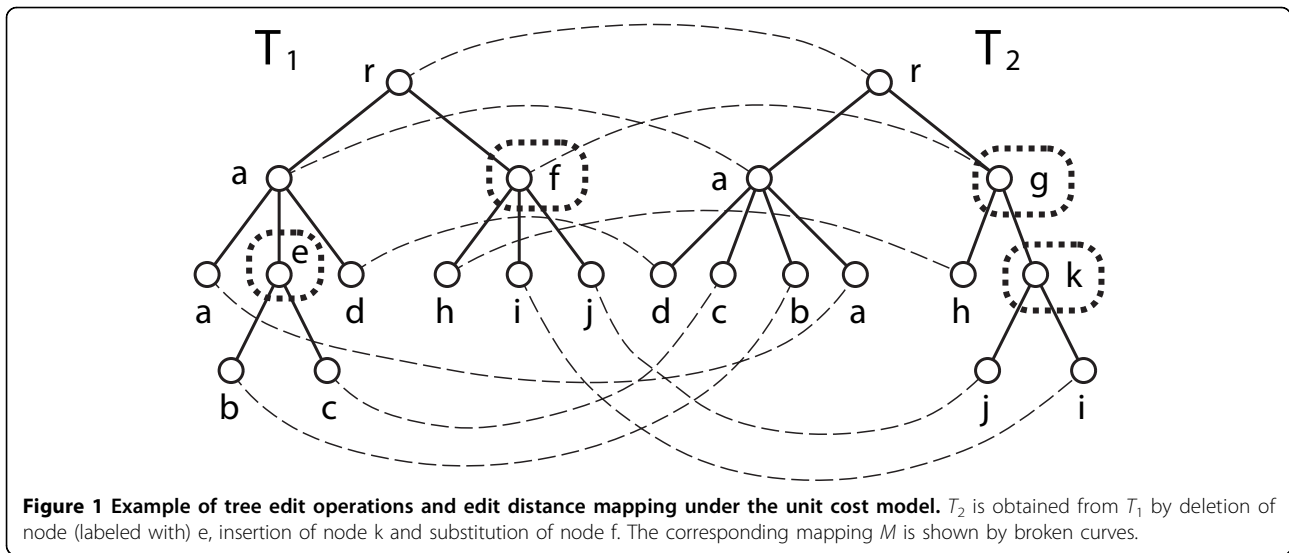 T1 T2
r r
a f a g
e k
a d h i j d c b a h
b c j i
Figure 1 Example of tree edit operations and edit distance mapping under the unit cost model. T2 is obtained from T1 by deletion of
node (labeled with) e, insertion of node k and substitution of node f. The corresponding mapping M is shown by broken curves.